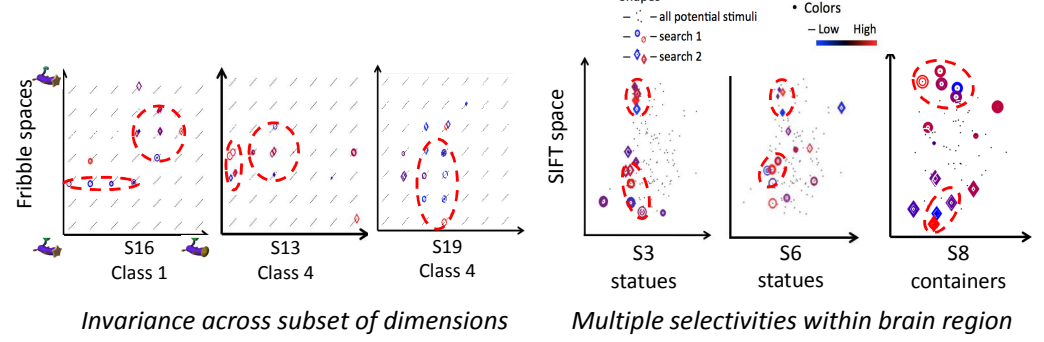 – – all potential stimuli
• Colors
– – search 1
– Low High
– – search 2
Fribble spaces
SIFT space
S16
Class 1
S13
Class 4
S19
Class 4
S3
statues
S6
statues
S8
containers
Invariance across subset of dimensions
Multiple selectivities within brain region